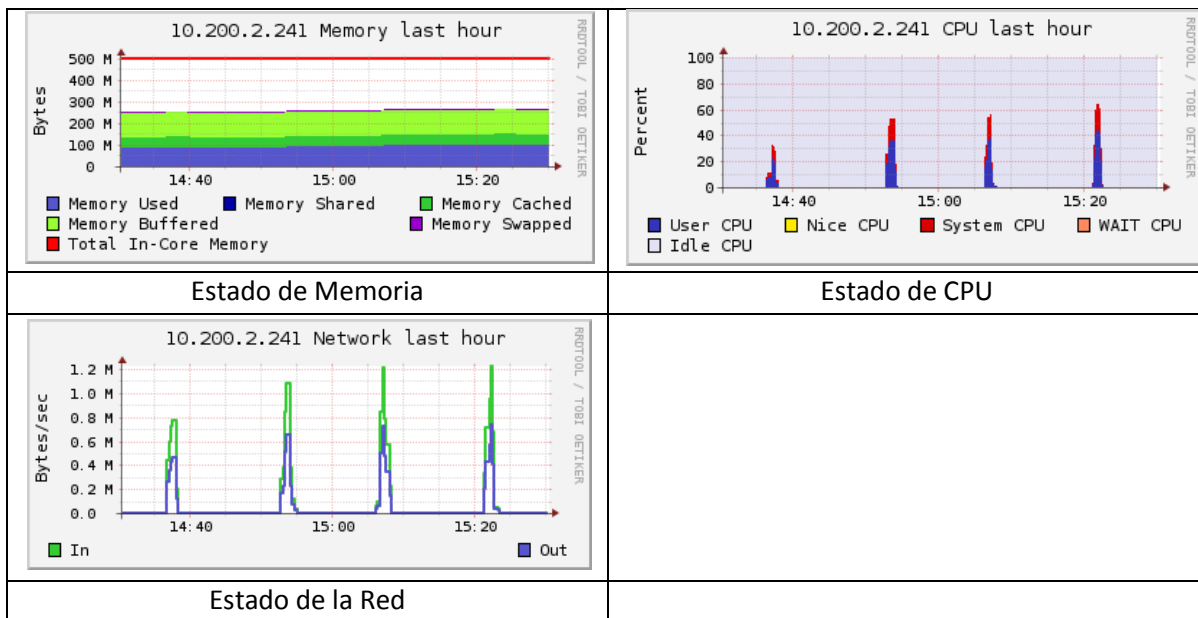 10.200.2.241 Memory last hour
RRDTOOL / TOBI OETIKER
Bytes
500 M
400 M
300 M
200 M
100 M
0
14:40 15:00 15:20
Memory Used Memory Shared Memory Cached
Memory Buffered Memory Swapped
Total In-Core Memory
Estado de Memoria
10.200.2.241 CPU last hour
RRDTOOL / TOBI OETIKER
Percent
100
80
60
40
20
0
14:40 15:00 15:20
User CPU Nice CPU System CPU WAIT CPU
Idle CPU
Estado de CPU
10.200.2.241 Network last hour
RRDTOOL / TOBI OETIKER
Bytes/sec
1.2 M
1.0 M
0.8 M
0.6 M
0.4 M
0.2 M
0.0
14:40 15:00 15:20
In Out
Estado de la Red